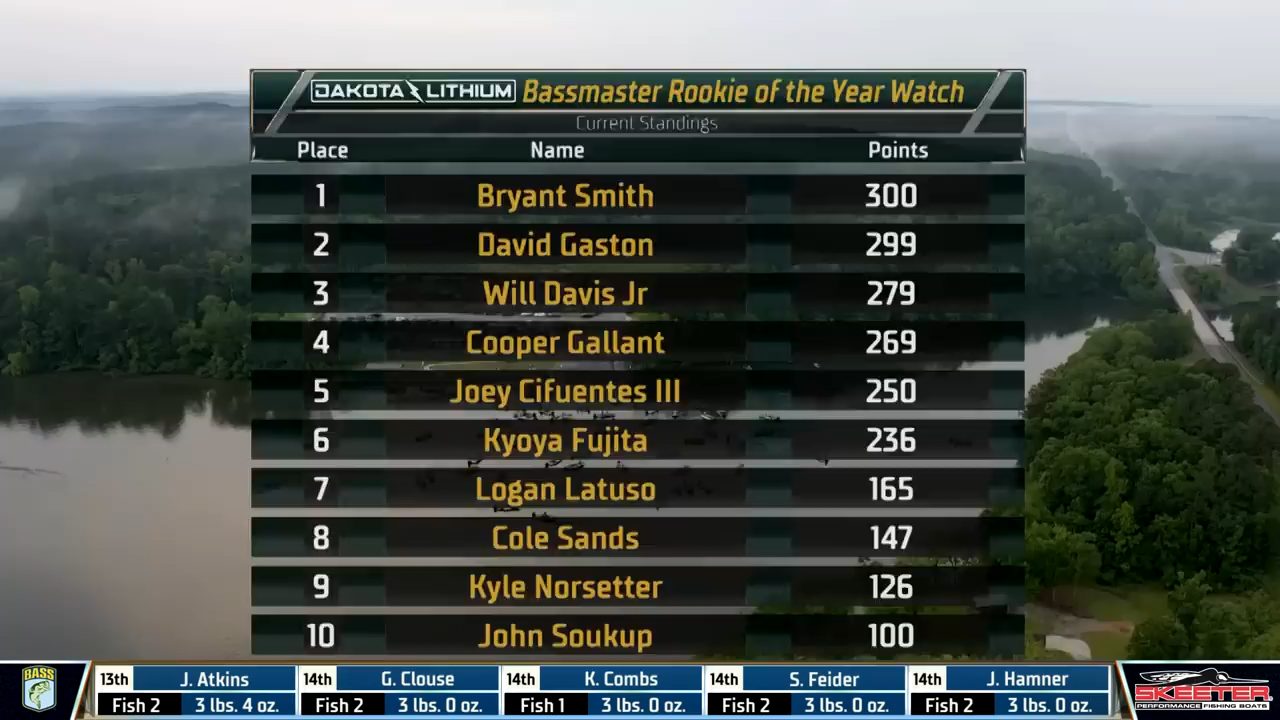 DAKOTA LITHIUM Bassmaster Rookie of the Year Watch
Current Standings
Place Name Points
1 Bryant Smith 300
2 David Gaston 299
3 Will Davis Jr 279
4 Cooper Gallant 269
5 Joey Cifuentes III 250
6 Kyoya Fujita 236
7 Logan Latuso 165
8 Cole Sands 147
9 Kyle Norsetter 126
10 John Soukup 100
BASS
13th J. Atkins
Fish 2 3 lbs. 4 oz.
14th G. Clouse
Fish 2 3 lbs. 0 oz.
14th K. Combs
Fish 1 3 lbs. 0 oz.
14th S. Feider
Fish 2 3 lbs. 0 oz.
14th J. Hamner
Fish 2 3 lbs. 0 oz.
SKEETER
PERFORMANCE FISHING BOATS